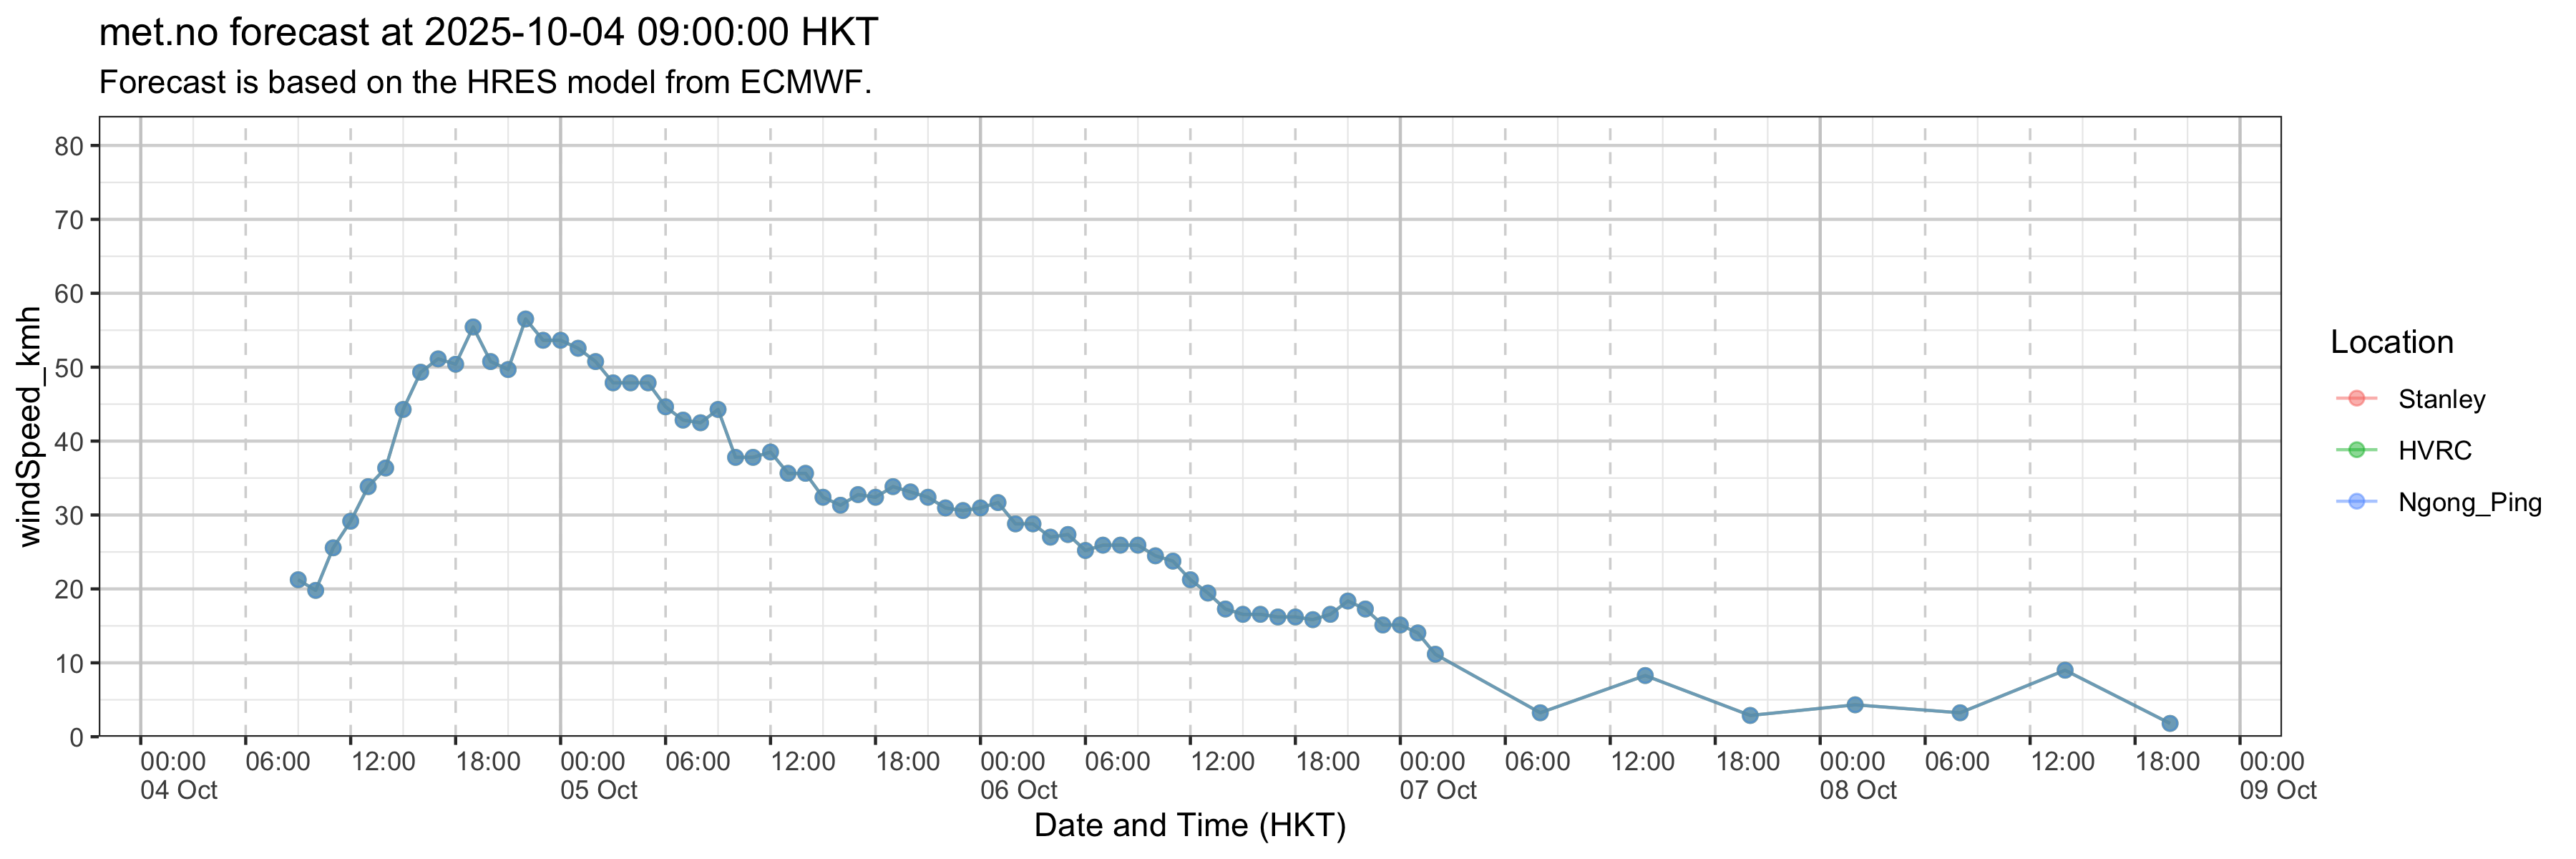 met.no forecast at 2025-10-04 09:00:00 HKT
Forecast is based on the HRES model from ECMWF.
windSpeed_kmh
80
70
60
50
40
30
20
10
0
00:00 06:00 12:00 18:00 00:00 06:00 12:00 18:00 00:00 06:00 12:00 18:00 00:00 06:00 12:00 18:00 00:00 06:00 12:00 18:00 00:00
04 Oct 05 Oct 06 Oct 07 Oct 08 Oct 09 Oct
Date and Time (HKT)
Location
Stanley
HVRC
Ngong_Ping